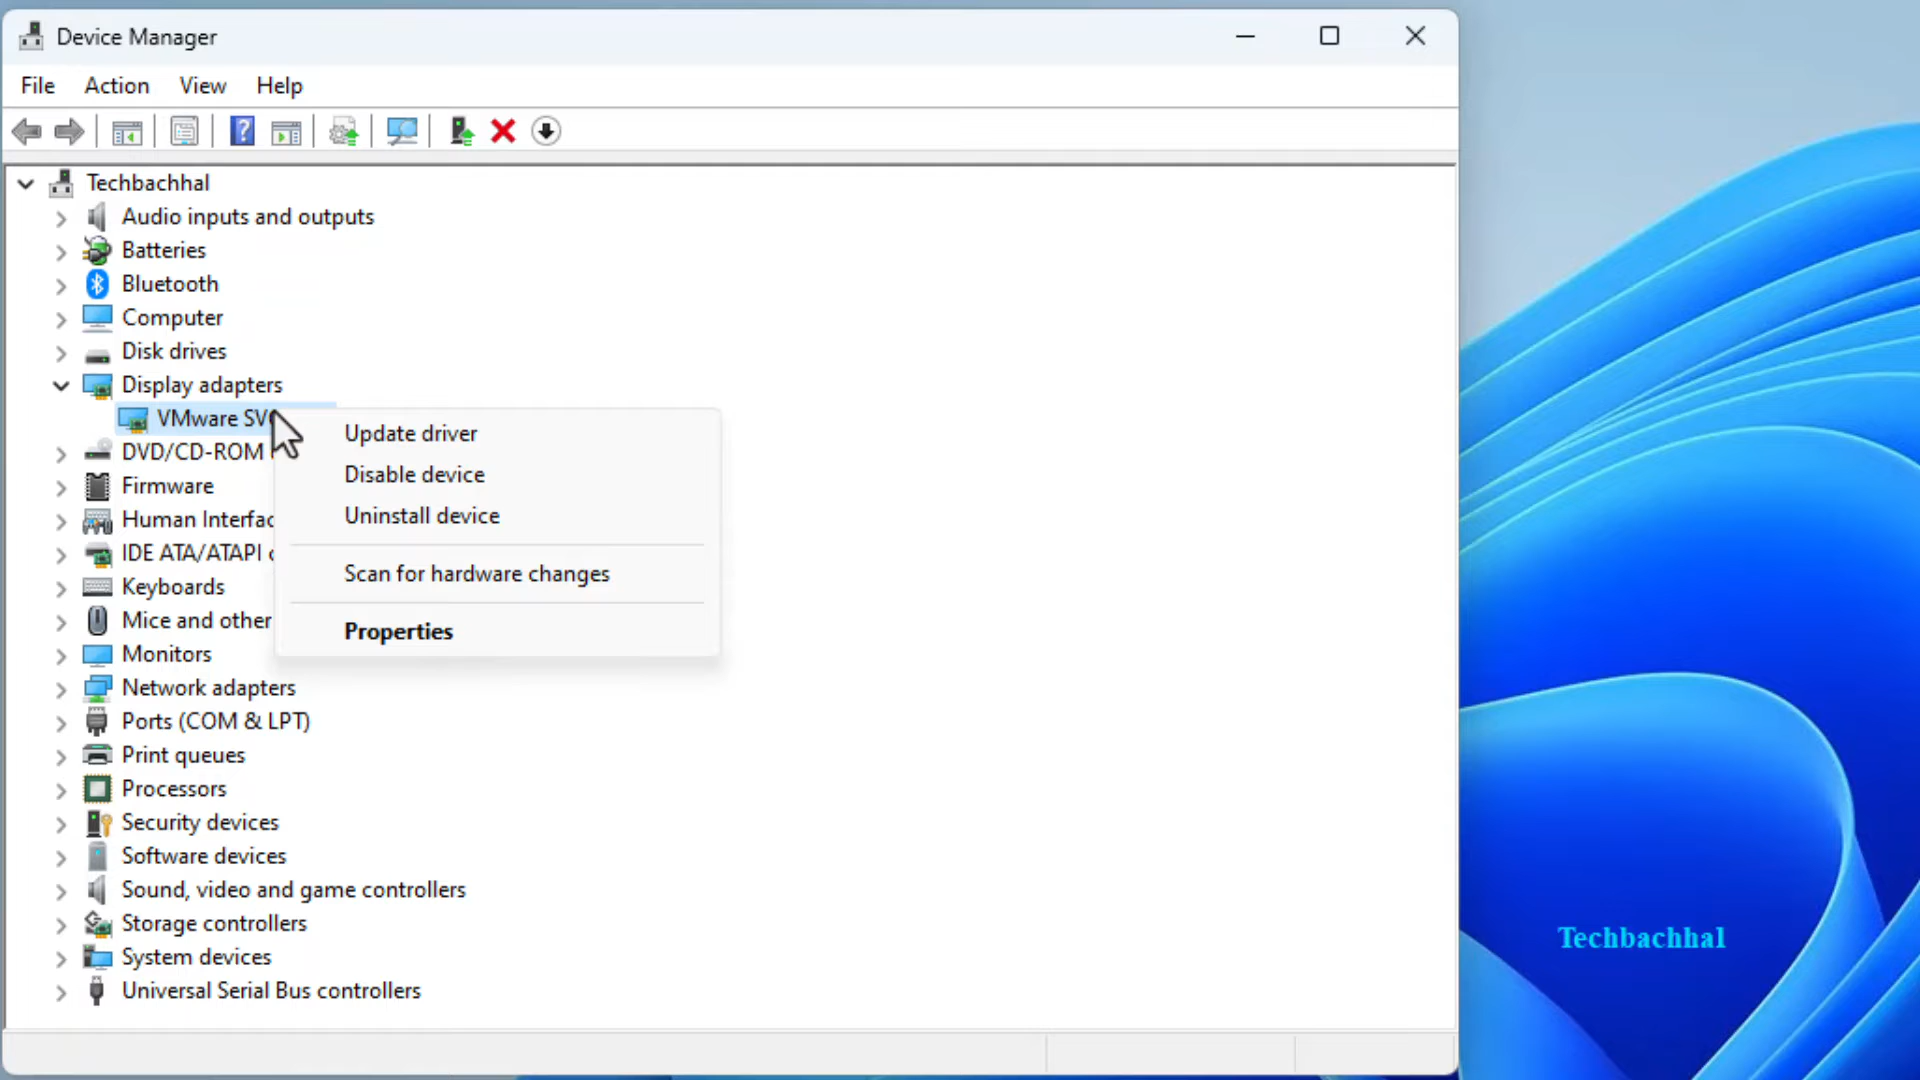 Device Manager
File Action View Help
Techbachhal
Audio inputs and outputs
Batteries
Bluetooth
Computer
Disk drives
Display adapters
VMware
DVD/CD-ROM
Firmware
Human
IDE ATA/ATAPI
Keyboards
Mice and other
Monitors
Network adapters
Ports (COM & LPT)
Print queues
Processors
Security devices
Software devices
Sound, video and game controllers
Storage controllers
System devices
Universal Serial Bus controllers
Update driver
Disable device
Uninstall device
Scan for hardware changes
Properties
Techbachhal